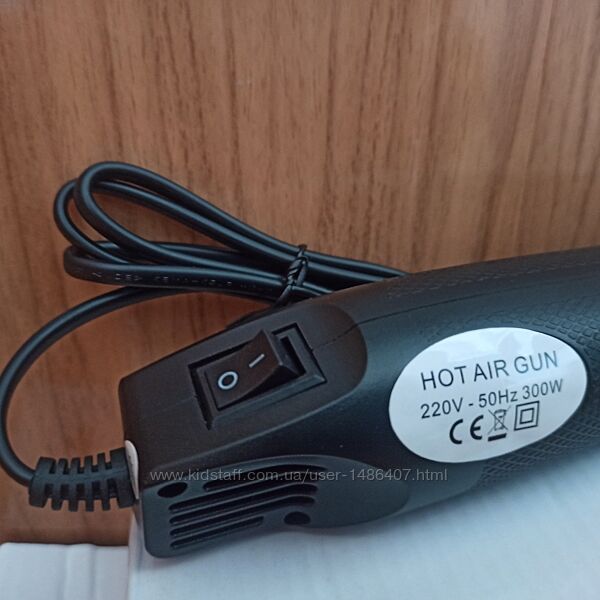 HOT AIR GUN
220V - 50Hz 300W
CE
O I
www.kidstaff.com.ua/user-1486407.html